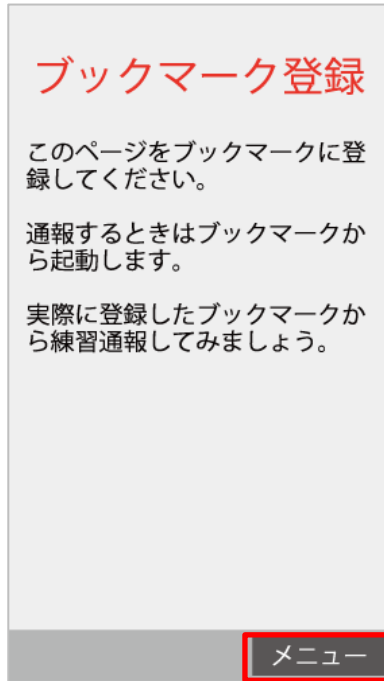 ブックマーク登録
このページをブックマークに登
録してください。
通報するときはブックマークか
ら起動します。
実際に登録したブックマークか
ら練習通報してみましょう。
メニュー